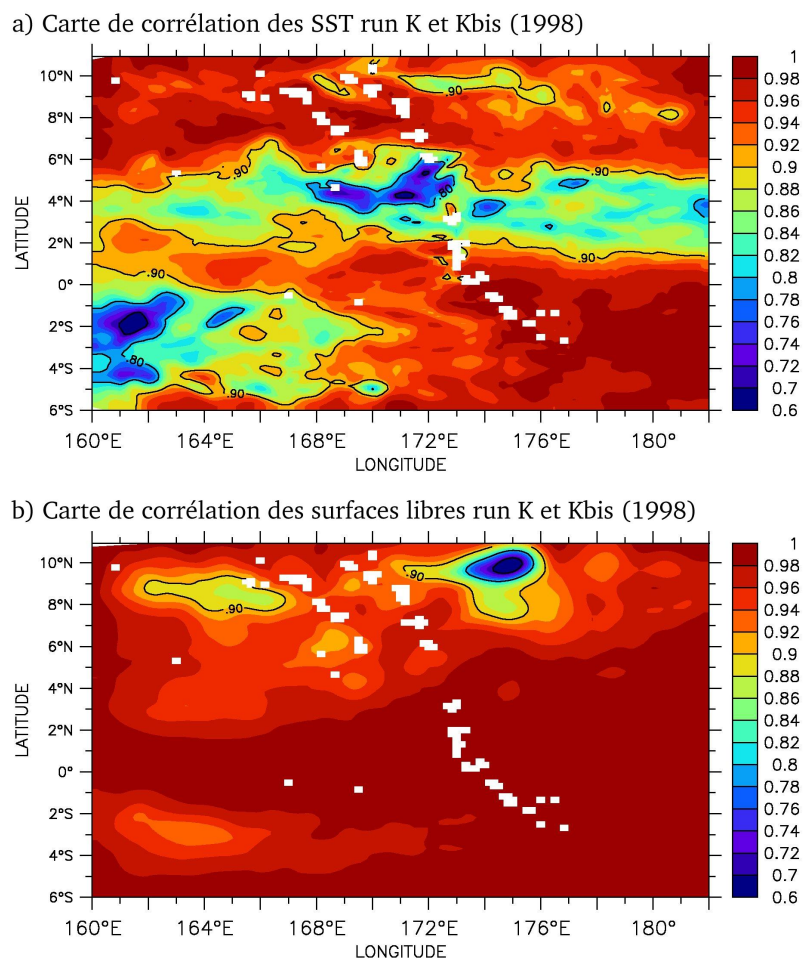 a) Carte de corrélation des SST run K et Kbis (1998)
10°N
8°N
6°N
4°N
2°N
0°
2°S
4°S
6°S
LATITUDE
160°E
164°E
168°E
172°E
176°E
180°
LONGITUDE
.90
.90
.90
.80
.90
.90
.80
.90
1
0.98
0.96
0.94
0.92
0.9
0.88
0.86
0.84
0.82
0.8
0.78
0.76
0.74
0.72
0.7
0.6
b) Carte de corrélation des surfaces libres run K et Kbis (1998)
10°N
8°N
6°N
4°N
2°N
0°
2°S
4°S
6°S
LATITUDE
160°E
164°E
168°E
172°E
176°E
180°
LONGITUDE
.90
.90
1
0.98
0.96
0.94
0.92
0.9
0.88
0.86
0.84
0.82
0.8
0.78
0.76
0.74
0.72
0.7
0.6